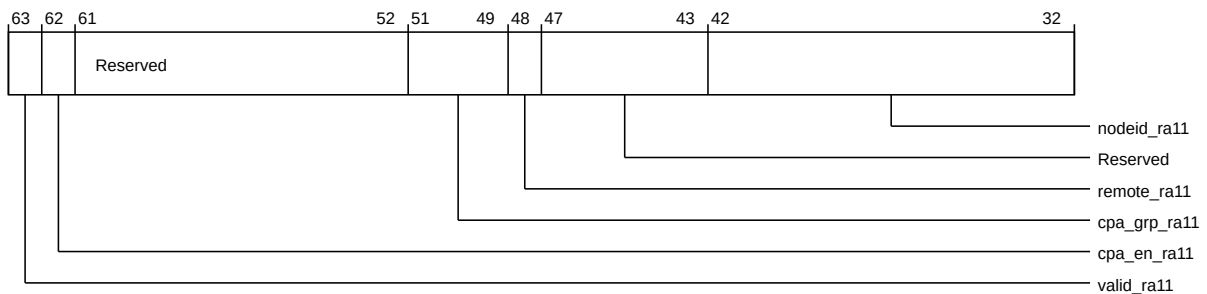 63 62 61 52 51 49 48 47 43 42 32
Reserved
nodeid_ra11
Reserved
remote_ra11
cpa_grp_ra11
cpa_en_ra11
valid_ra11